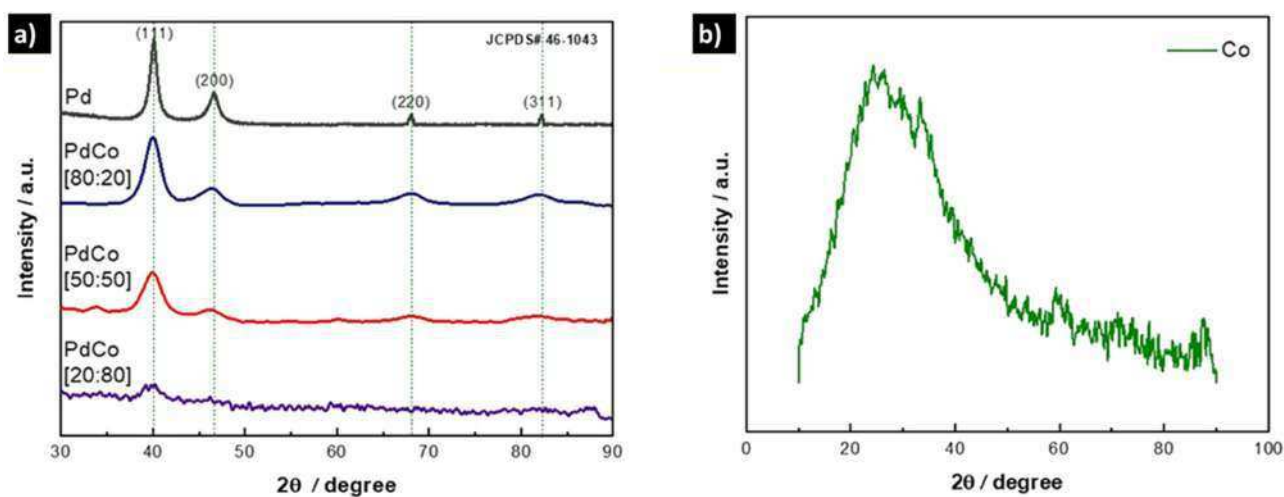 a)
JCPDS#:46-1043
(111)
(200)
(220)
(311)
Pd
PdCo
[80:20]
PdCo
[50:50]
PdCo
[20:80]
Intensity / a.u.
30 40 50 60 70 80 90
2θ / degree
b)
Co
Intensity / a.u.
0 20 40 60 80 100
2θ / degree